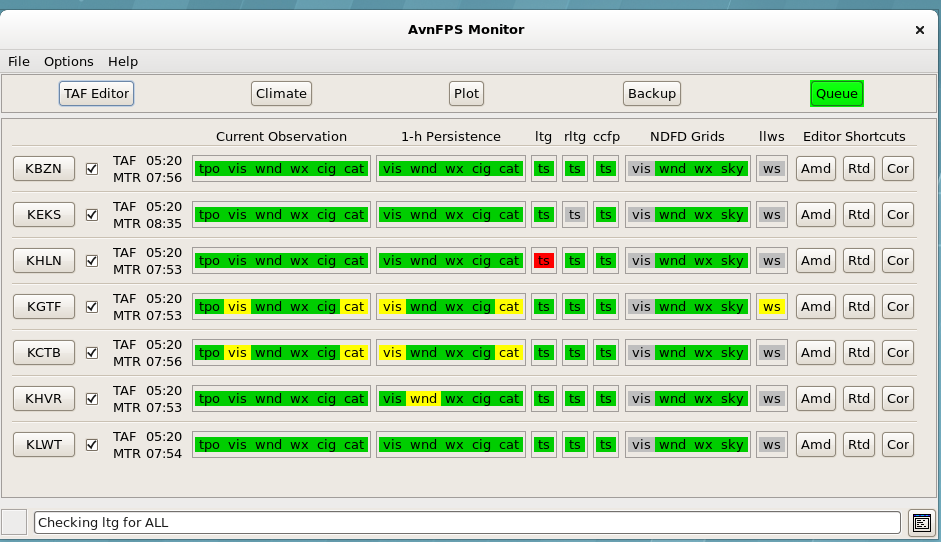 AvnFPS Monitor ×
File Options Help
TAF Editor Climate Plot Backup Queue
Current Observation 1-h Persistence ltg rltg ccfp NDFD Grids llws Editor Shortcuts
KBZN TAF 05:20 tpo vis wnd wx cig cat vis wnd wx cig cat ts ts ts vis wnd wx sky ws Amd Rtd Cor
MTR 07:56
KEKS TAF 05:20 tpo vis wnd wx cig cat vis wnd wx cig cat ts ts ts vis wnd wx sky ws Amd Rtd Cor
MTR 08:35
KHLN TAF 05:20 tpo vis wnd wx cig cat vis wnd wx cig cat ts ts ts vis wnd wx sky ws Amd Rtd Cor
MTR 07:53
KGTF TAF 05:20 tpo vis wnd wx cig cat vis wnd wx cig cat ts ts ts vis wnd wx sky ws Amd Rtd Cor
MTR 07:53
KCTB TAF 05:20 tpo vis wnd wx cig cat vis wnd wx cig cat ts ts ts vis wnd wx sky ws Amd Rtd Cor
MTR 07:56
KHVR TAF 05:20 tpo vis wnd wx cig cat vis wnd wx cig cat ts ts ts vis wnd wx sky ws Amd Rtd Cor
MTR 07:53
KLWT TAF 05:20 tpo vis wnd wx cig cat vis wnd wx cig cat ts ts ts vis wnd wx sky ws Amd Rtd Cor
MTR 07:54
Checking ltg for ALL